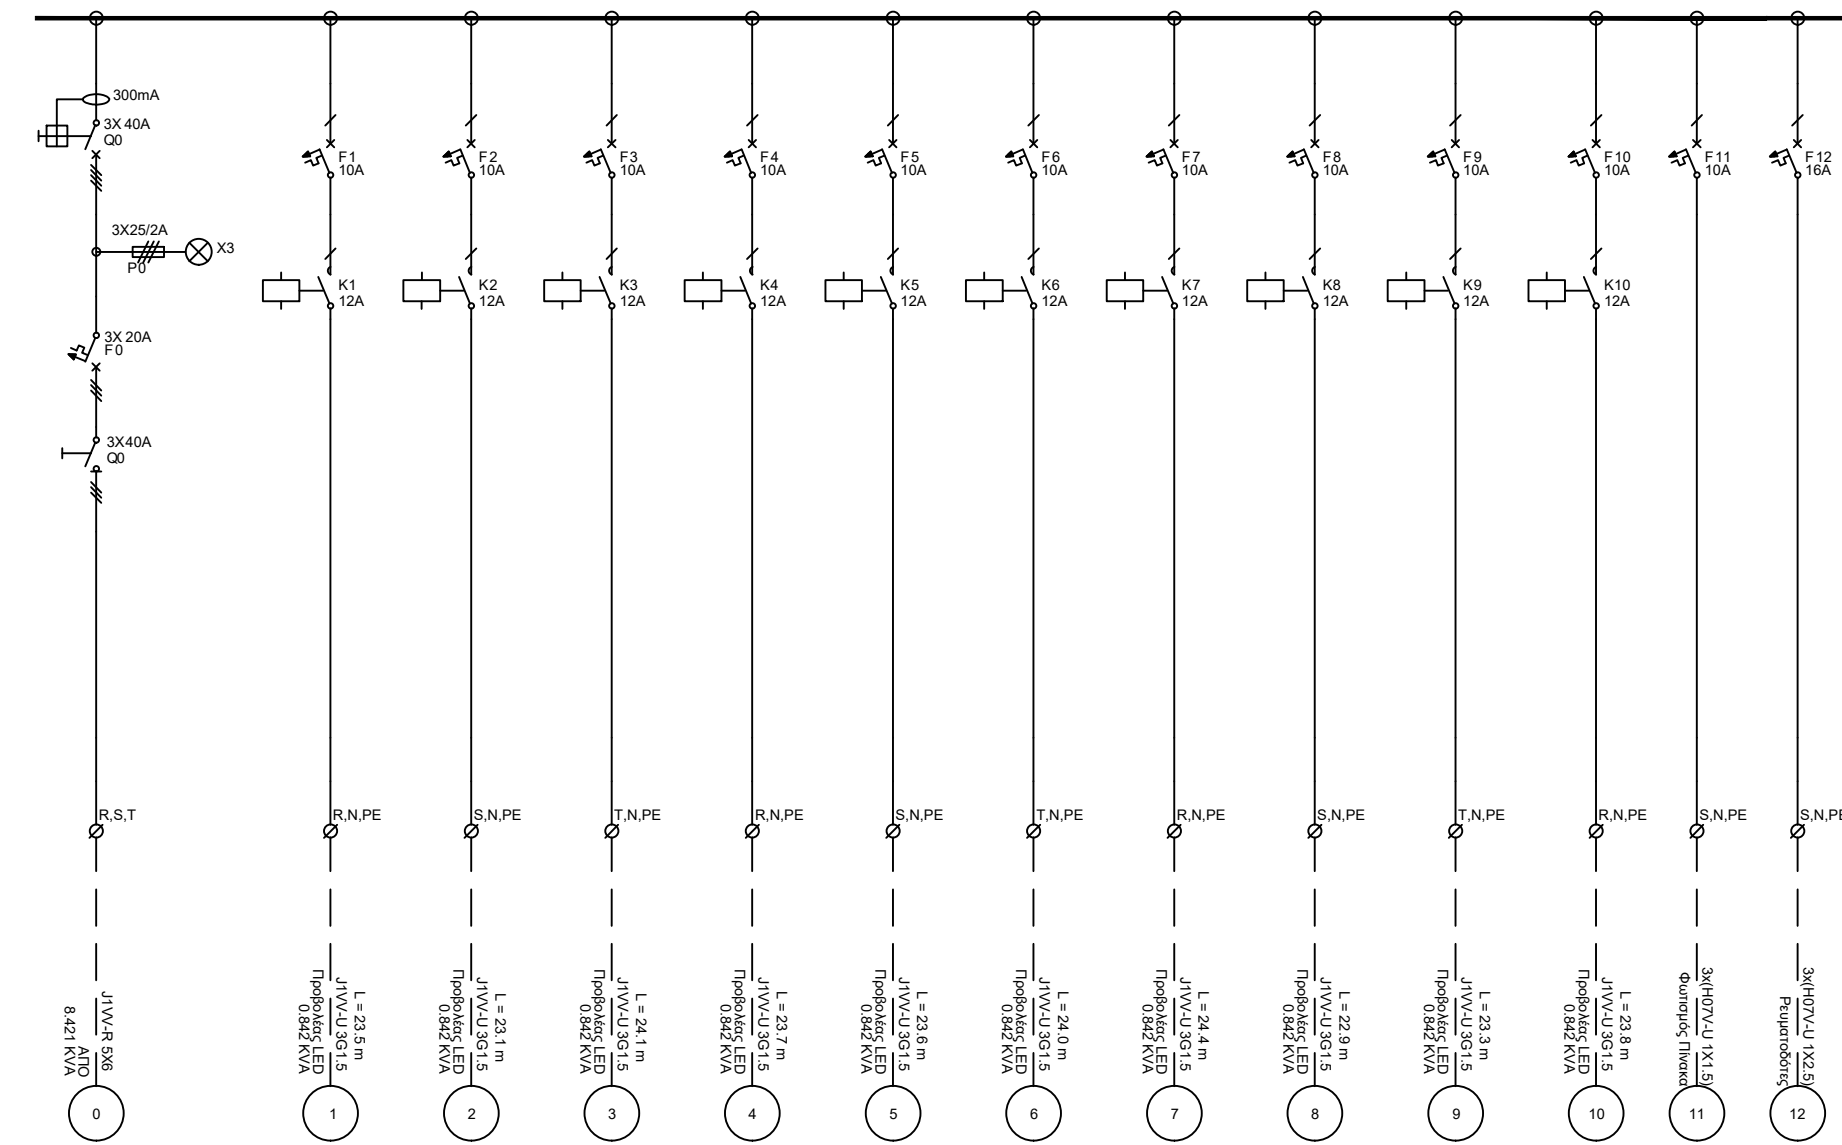 300mA
3X 40A
Q0
3X25/2A
P0
X3
3X 20A
F0
3X40A
Q0
R,S,T
J1VV-R 5X6
ΑΠΟ
8.421 KVA
0
F1
10A
K1
12A
R,N,PE
L = 23.5 m
J1VV-U 3G1.5
Προβολέας LED
0.842 KVA
1
F2
10A
K2
12A
S,N,PE
L = 23.1 m
J1VV-U 3G1.5
Προβολέας LED
0.842 KVA
2
F3
10A
K3
12A
T,N,PE
L = 24.1 m
J1VV-U 3G1.5
Προβολέας LED
0.842 KVA
3
F4
10A
K4
12A
R,N,PE
L = 23.7 m
J1VV-U 3G1.5
Προβολέας LED
0.842 KVA
4
F5
10A
K5
12A
S,N,PE
L = 23.6 m
J1VV-U 3G1.5
Προβολέας LED
0.842 KVA
5
F6
10A
K6
12A
T,N,PE
L = 24.0 m
J1VV-U 3G1.5
Προβολέας LED
0.842 KVA
6
F7
10A
K7
12A
R,N,PE
L = 24.4 m
J1VV-U 3G1.5
Προβολέας LED
0.842 KVA
7
F8
10A
K8
12A
S,N,PE
L = 22.9 m
J1VV-U 3G1.5
Προβολέας LED
0.842 KVA
8
F9
10A
K9
12A
T,N,PE
L = 23.3 m
J1VV-U 3G1.5
Προβολέας LED
0.842 KVA
9
F10
10A
K10
12A
R,N,PE
L = 23.8 m
J1VV-U 3G1.5
Προβολέας LED
0.842 KVA
10
F11
10A
S,N,PE
3x(H07V-U 1X1.5)
Φωτισμός Πίνακα
11
F12
16A
S,N,PE
3x(H07V-U 1X2.5)
Ρευματοδότες
12